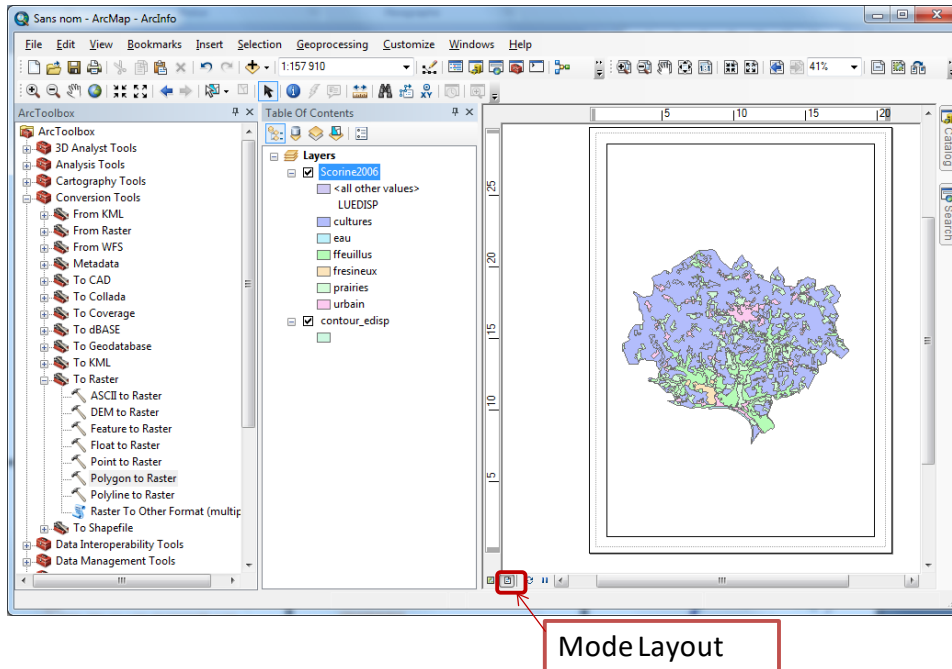 Sans nom - ArcMap - ArcInfo
File Edit View Bookmarks Insert Selection Geoprocessing Customize Windows Help
1:157 910
41%
ArcToolbox
ArcToolbox
3D Analyst Tools
Analysis Tools
Cartography Tools
Conversion Tools
From KML
From Raster
From WFS
Metadata
To CAD
To Collada
To Coverage
To dBASE
To Geodatabase
To KML
To Raster
ASCII to Raster
DEM to Raster
Feature to Raster
Float to Raster
Point to Raster
Polygon to Raster
Polyline to Raster
Raster To Other Format (multip
To Shapefile
Data Interoperability Tools
Data Management Tools
Table Of Contents
Layers
Scorine2006
<all other values>
LUEDISP
cultures
eau
ffeuillus
fresineux
prairies
urbain
contour_edisp
5 10 15 20
25
20
15
10
5
Catalog
Search
Mode Layout